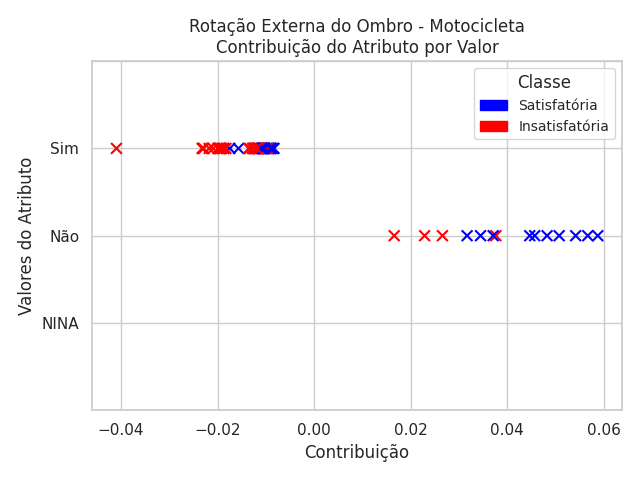 Rotação Externa do Ombro - Motocicleta
Contribuição do Atributo por Valor
Classe
Satisfatória
Insatisfatória
Valores do Atributo
Sim
Não
NINA
−0.04 −0.02 0.00 0.02 0.04 0.06
Contribuição